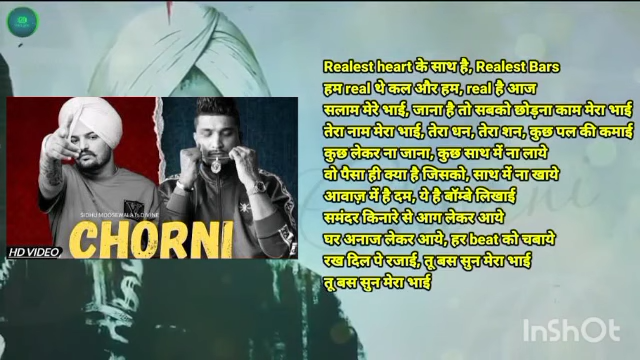 Realest heart के साथ है, Realest Bars
हम real थे कल और हम, real है आज
सलाम मेरे भाई, जाना है तो सबको छोड़ना काम मेरा भाई
तेरा नाम मेरा भाई, तेरा धन, तेरा शन, कुछ पल की कमाई
कुछ लेकर ना जाना, कुछ साथ में ना लाये
वो पैसा ही क्या है जिसको, साथ में ना खाये
आवाज़ में है दम, ये है बॉम्बे लिखाई
समंदर किनारे से आग लेकर आये
घर अनाज लेकर आये, हर beat को चबाये
रख दिल पे रजाई, तू बस सुन मेरा भाई
तू बस सुन मेरा भाई
SIDHU MOOSEWALA ft DIVINE
CHORNI
HD VIDEO
InShOt